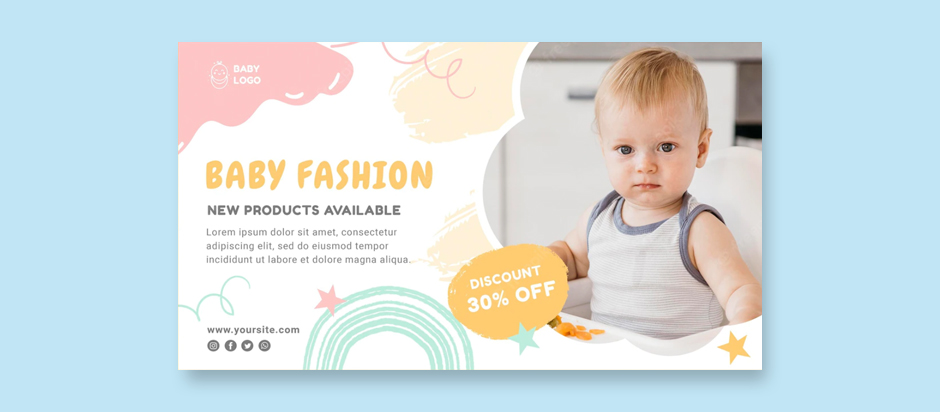 BABY
LOGO
BABY FASHION
NEW PRODUCTS AVAILABLE
Lorem ipsum dolor sit amet, consectetur
adipiscing elit, sed do eiusmod tempor
incididunt ut labore et dolore magna aliqua.
DISCOUNT
30% OFF
www.yoursite.com